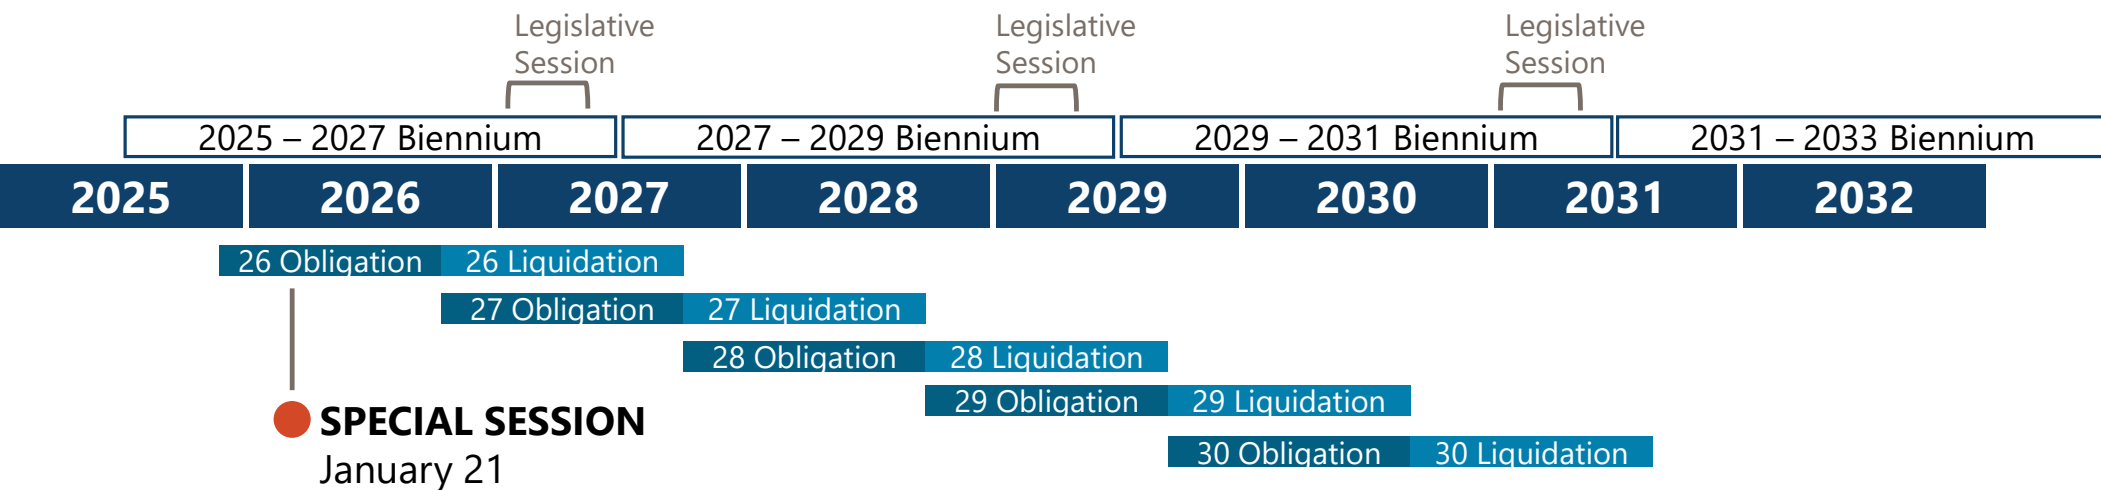 Legislative
Session
Legislative
Session
Legislative
Session
2025 – 2027 Biennium
2027 – 2029 Biennium
2029 – 2031 Biennium
2031 – 2033 Biennium
2025
2026
2027
2028
2029
2030
2031
2032
26 Obligation
26 Liquidation
27 Obligation
27 Liquidation
28 Obligation
28 Liquidation
29 Obligation
29 Liquidation
SPECIAL SESSION
30 Obligation
30 Liquidation
January 21